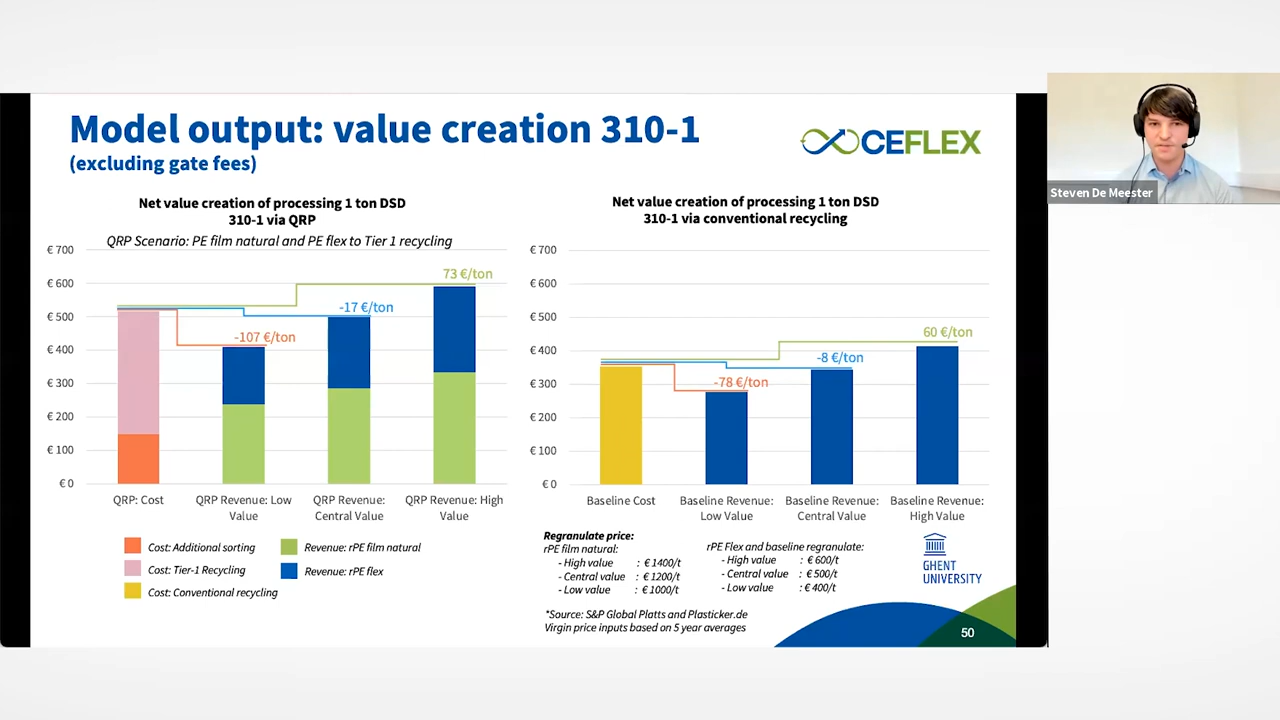 Model output: value creation 310-1
(excluding gate fees)
CEFLEX
Steven De Meester
Net value creation of processing 1 ton DSD
310-1 via QRP
QRP Scenario: PE film natural and PE flex to Tier 1 recycling
€ 700
€ 600
€ 500
€ 400
€ 300
€ 200
€ 100
€ 0
-107 €/ton
-17 €/ton
73 €/ton
QRP: Cost
QRP Revenue: Low
Value
QRP Revenue:
Central Value
QRP Revenue: High
Value
Cost: Additional sorting
Cost: Tier-1 Recycling
Cost: Conventional recycling
Revenue: rPE film natural
Revenue: rPE flex
Net value creation of processing 1 ton DSD
310-1 via conventional recycling
€ 700
€ 600
€ 500
€ 400
€ 300
€ 200
€ 100
€ 0
-78 €/ton
-8 €/ton
60 €/ton
Baseline Cost
Baseline Revenue:
Low Value
Baseline Revenue:
Central Value
Baseline Revenue:
High Value
Regranulate price:
rPE film natural:
- High value : € 1400/t
- Central value : € 1200/t
- Low value : € 1000/t
rPE Flex and baseline regranulate:
- High value : € 600/t
- Central value : € 500/t
- Low value : € 400/t
*Source: S&P Global Platts and Plasticker.de
Virgin price inputs based on 5 year averages
GHENT
UNIVERSITY
50